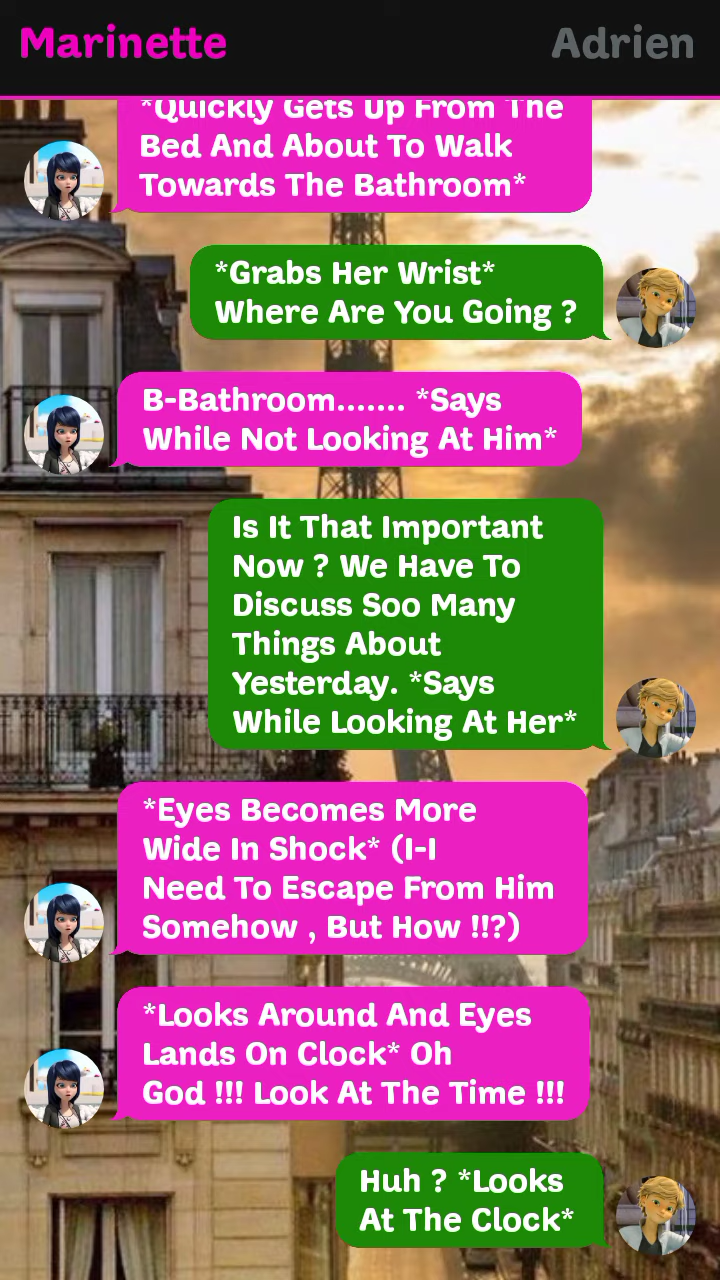 Marinette
Adrien
*Quickly Gets Up From The
Bed And About To Walk
Towards The Bathroom*
*Grabs Her Wrist*
Where Are You Going ?
B-Bathroom....... *Says
While Not Looking At Him*
Is It That Important
Now ? We Have To
Discuss Soo Many
Things About
Yesterday. *Says
While Looking At Her*
*Eyes Becomes More
Wide In Shock* (I-I
Need To Escape From Him
Somehow , But How !!?)
*Looks Around And Eyes
Lands On Clock* Oh
God !!! Look At The Time !!!
Huh ? *Looks
At The Clock*